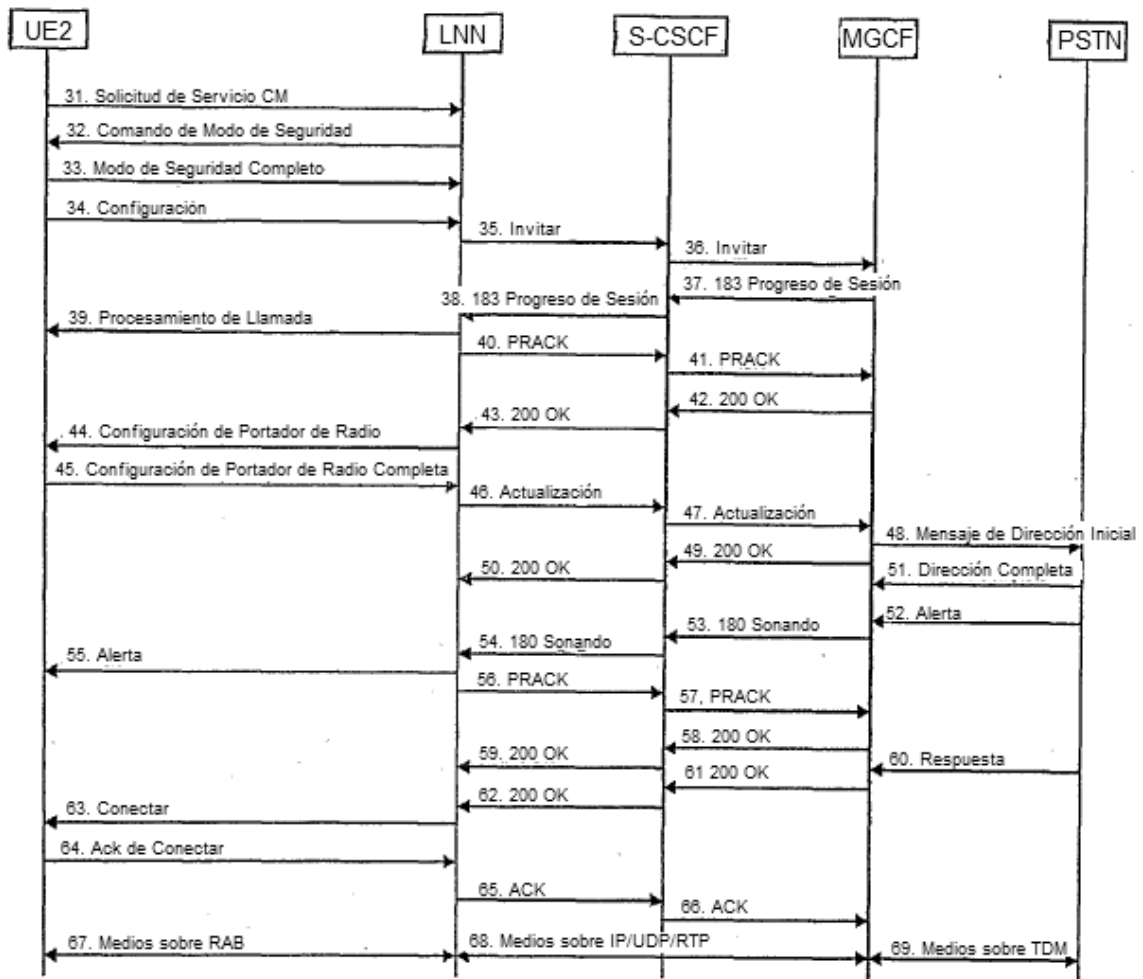 UE2
LNN
S-CSCF
MGCF
PSTN
31. Solicitud de Servicio CM
32. Comando de Modo de Seguridad
33. Modo de Seguridad Completo
34. Configuración
35. Invitar
36. Invitar
37. 183 Progreso de Sesión
38. 183 Progreso de Sesión
39. Procesamiento de Llamada
40. PRACK
41. PRACK
42. 200 OK
43. 200 OK
44. Configuración de Portador de Radio
45. Configuración de Portador de Radio Completa
46. Actualización
47. Actualización
48. Mensaje de Dirección Inicial
49. 200 OK
50. 200 OK
51. Dirección Completa
52. Alerta
53. 180 Sonando
54. 180 Sonando
55. Alerta
56. PRACK
57, PRACK
58. 200 OK
59. 200 OK
60. Respuesta
61 200 OK
62. 200 OK
63. Conectar
64. Ack de Conectar
65. ACK
66. ACK
67. Medios sobre RAB
68. Medios sobre IP/UDP/RTP
69. Medios sobre TDM